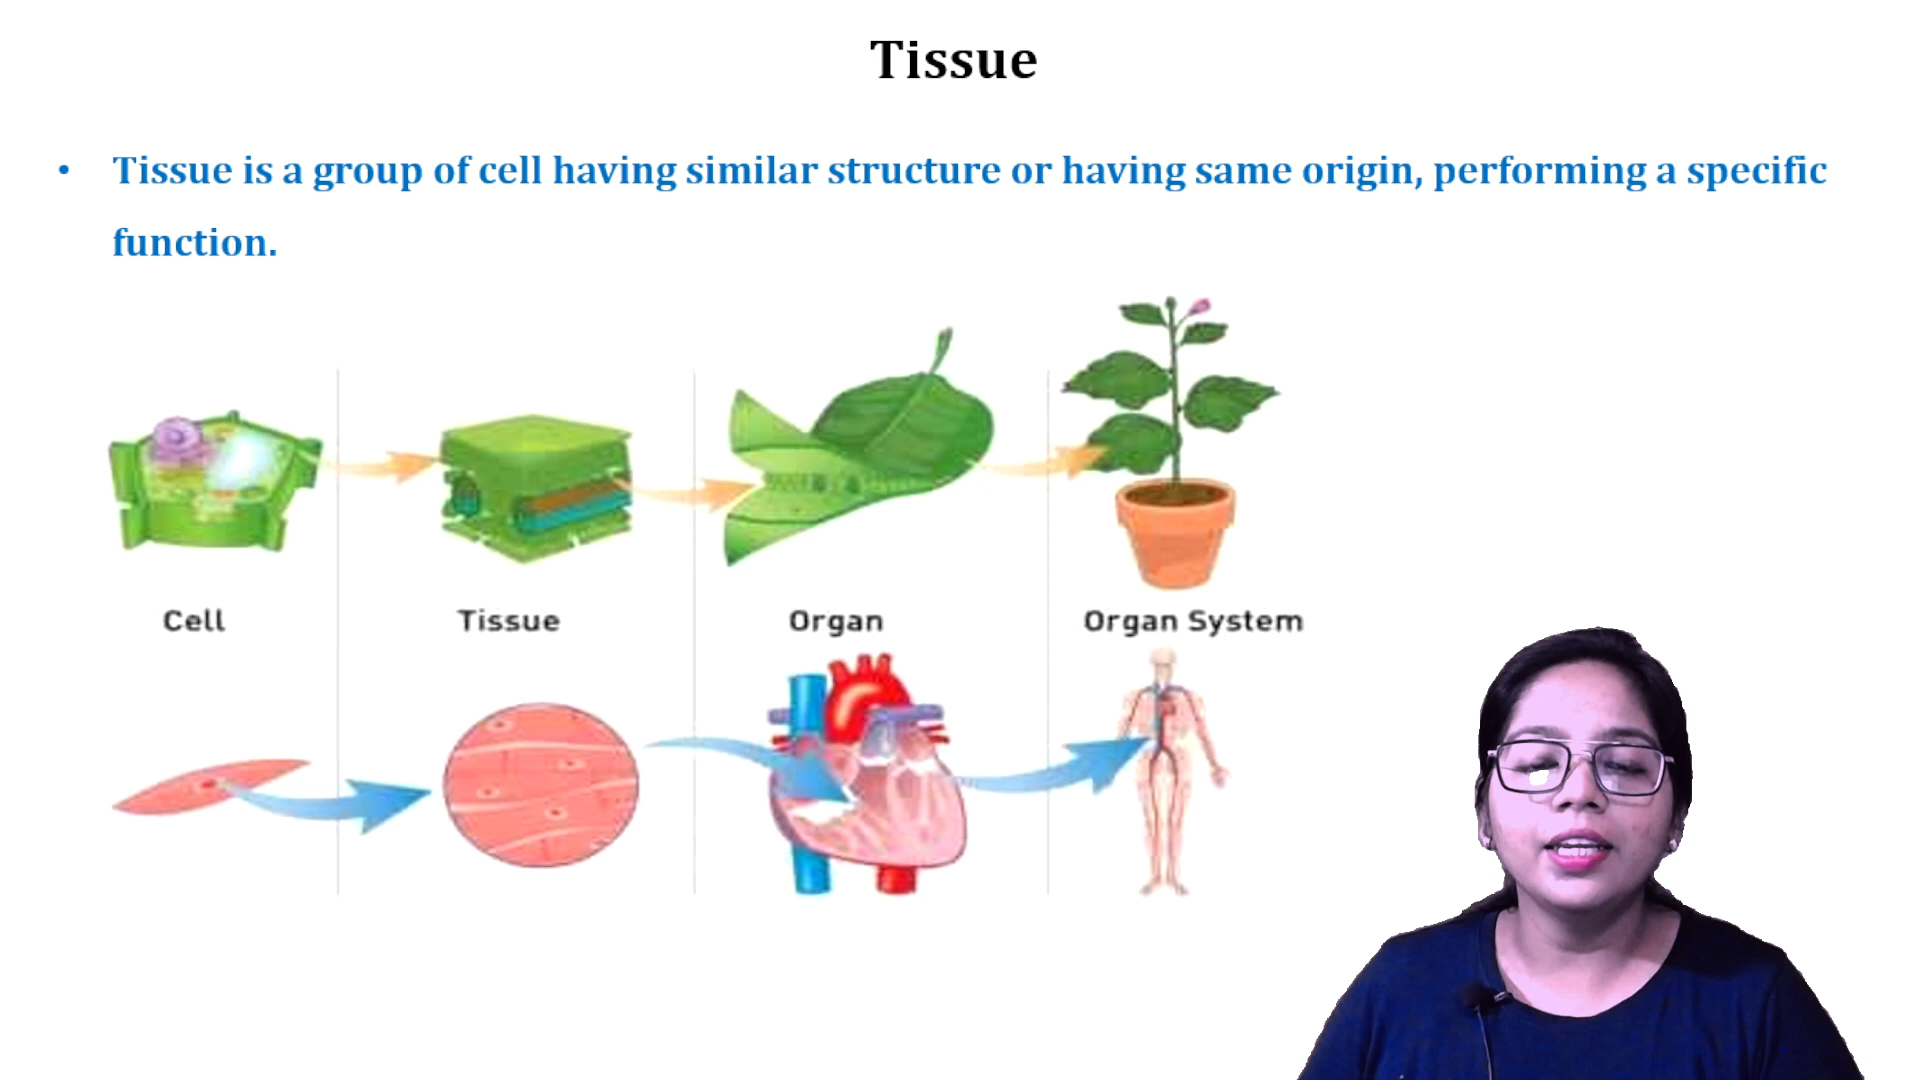 Tissue
• Tissue is a group of cell having similar structure or having same origin, performing a specific
function.
Cell Tissue Organ Organ System